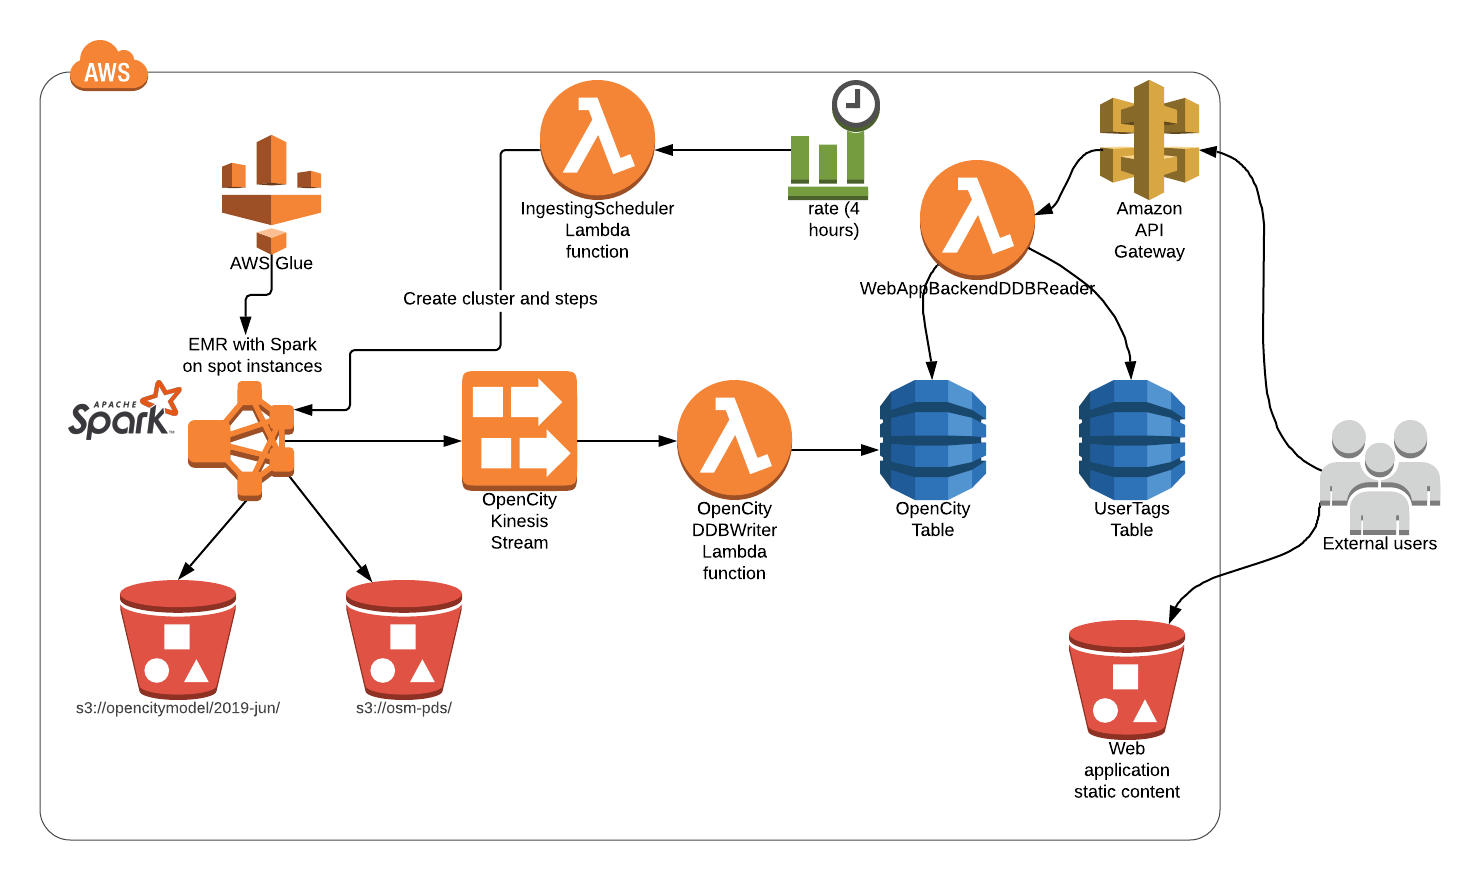 AWS
IngestingScheduler
Lambda
function
rate (4
hours)
Amazon
API
Gateway
AWS Glue
WebAppBackendDDBReader
Create cluster and steps
EMR with Spark
on spot instances
APACHE
Spark
TM
OpenCity
Kinesis
Stream
OpenCity
DDBWriter
Lambda
function
OpenCity
Table
UserTags
Table
External users
s3://opencitymodel/2019-jun/
s3://osm-pds/
Web
application
static content